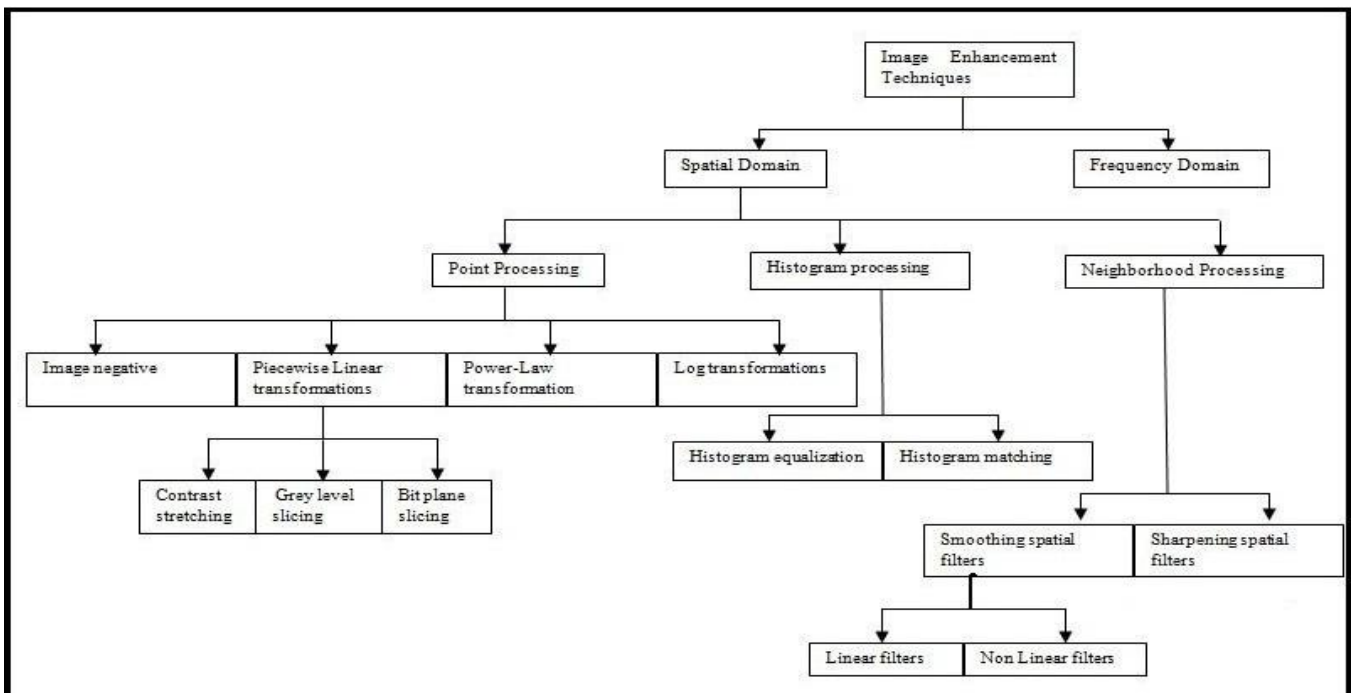 Image Enhancement
Techniques
Spatial Domain
Frequency Domain
Point Processing
Histogram processing
Neighborhood Processing
Image negative
Piecewise Linear
transformations
Power-Law
transformation
Log transformations
Histogram equalization
Histogram matching
Contrast
stretching
Grey level
slicing
Bit plane
slicing
Smoothing spatial
filters
Sharpening spatial
filters
Linear filters
Non Linear filters